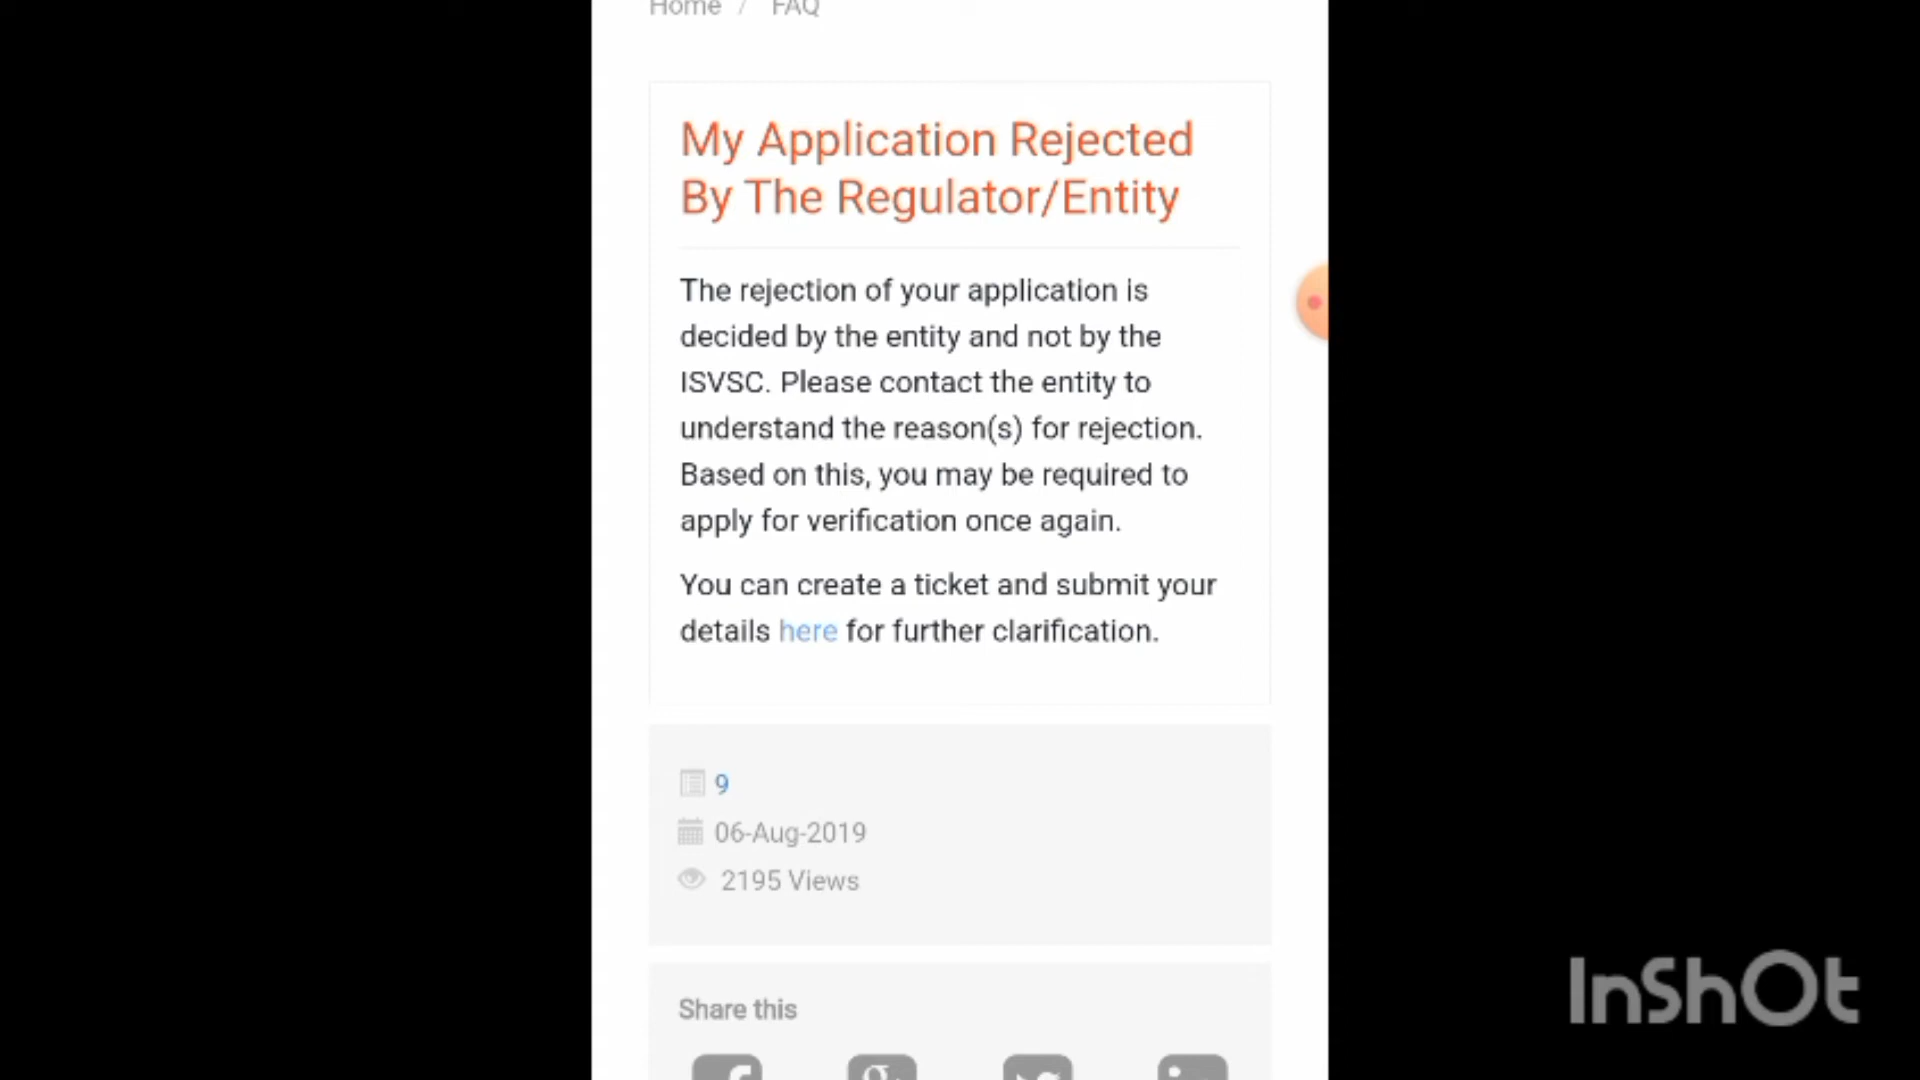 Home / FAQ
My Application Rejected
By The Regulator/Entity
The rejection of your application is
decided by the entity and not by the
ISVSC. Please contact the entity to
understand the reason(s) for rejection.
Based on this, you may be required to
apply for verification once again.
You can create a ticket and submit your
details here for further clarification.
9
06-Aug-2019
2195 Views
Share this
InShOt